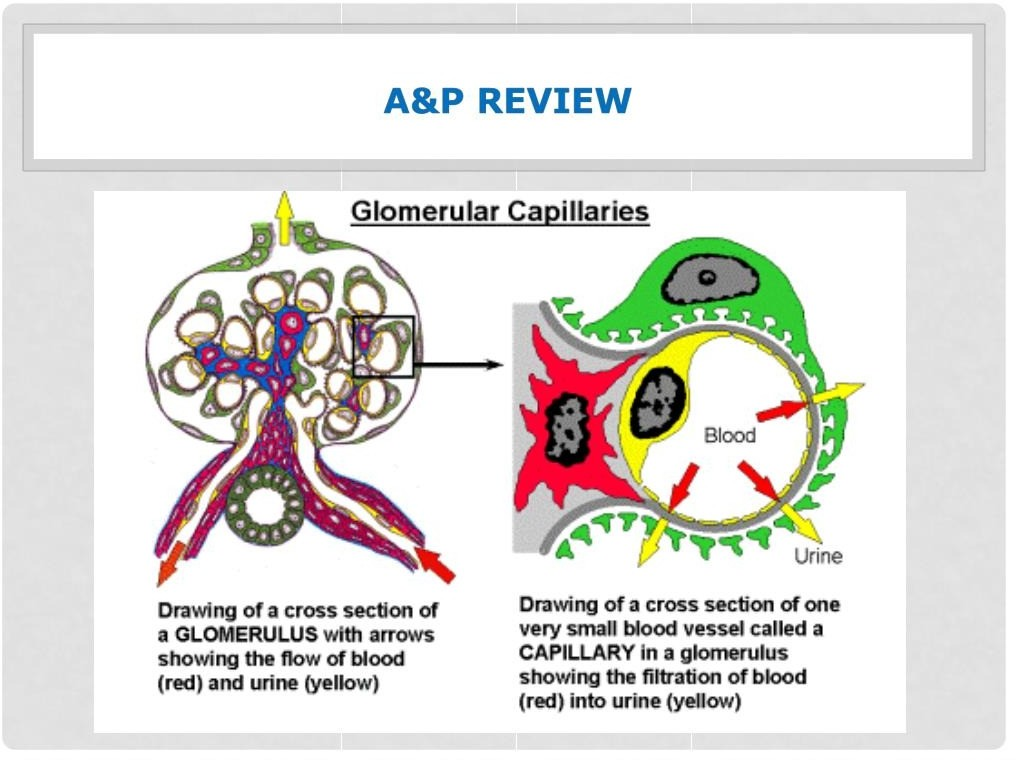 A&P REVIEW
Glomerular Capillaries
Blood
Urine
Drawing of a cross section of
a GLOMERULUS with arrows
showing the flow of blood
(red) and urine (yellow)
Drawing of a cross section of one
very small blood vessel called a
CAPILLARY in a glomerulus
showing the filtration of blood
(red) into urine (yellow)